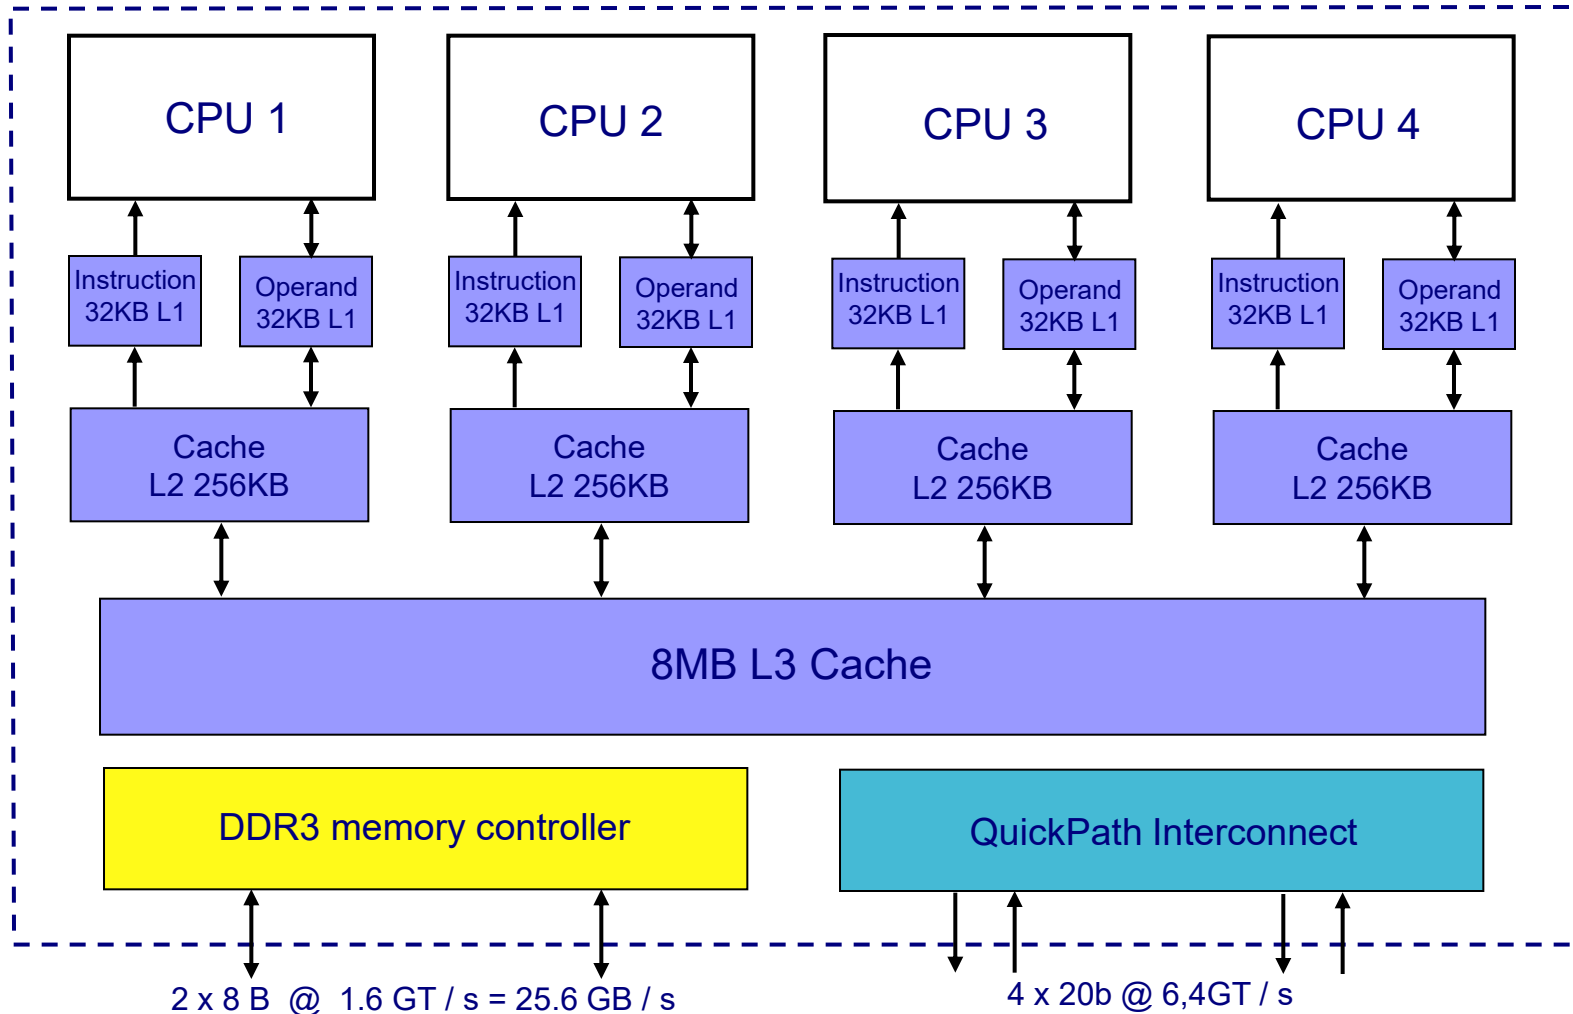 CPU 1
CPU 2
CPU 3
CPU 4
Instruction
32KB L1
Operand
32KB L1
Instruction
32KB L1
Operand
32KB L1
Instruction
32KB L1
Operand
32KB L1
Instruction
32KB L1
Operand
32KB L1
Cache
L2 256KB
Cache
L2 256KB
Cache
L2 256KB
Cache
L2 256KB
8MB L3 Cache
DDR3 memory controller
QuickPath Interconnect
2 x 8 B @ 1.6 GT / s = 25.6 GB / s
4 x 20b @ 6,4GT / s